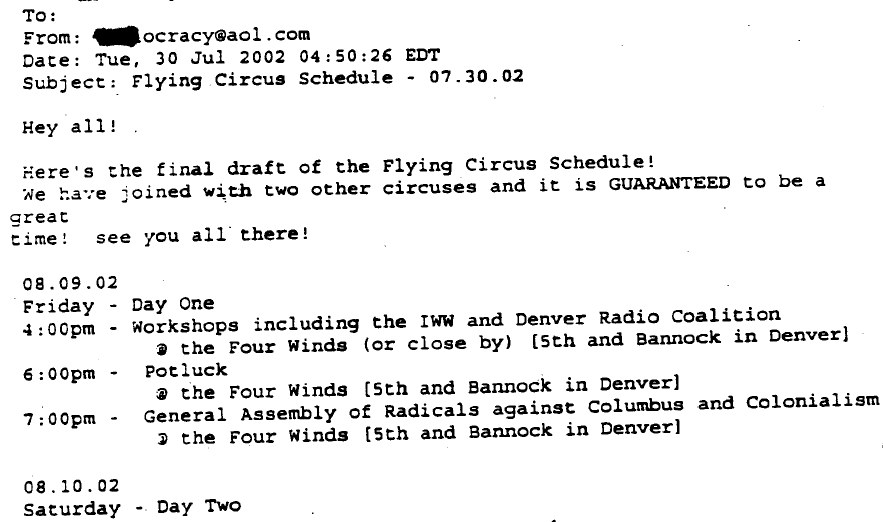 To:
From: ocracy@aol.com
Date: Tue, 30 Jul 2002 04:50:26 EDT
Subject: Flying Circus Schedule - 07.30.02
Hey all!
Here's the final draft of the Flying Circus Schedule!
We have joined with two other circuses and it is GUARANTEED to be a
great
time! see you all there!
08.09.02
Friday - Day One
4:00pm - Workshops including the IWW and Denver Radio Coalition
@ the Four Winds (or close by) [5th and Bannock in Denver]
6:00pm - Potluck
@ the Four Winds [5th and Bannock in Denver]
7:00pm - General Assembly of Radicals against Columbus and Colonialism
@ the Four Winds [5th and Bannock in Denver]
08.10.02
Saturday - Day Two